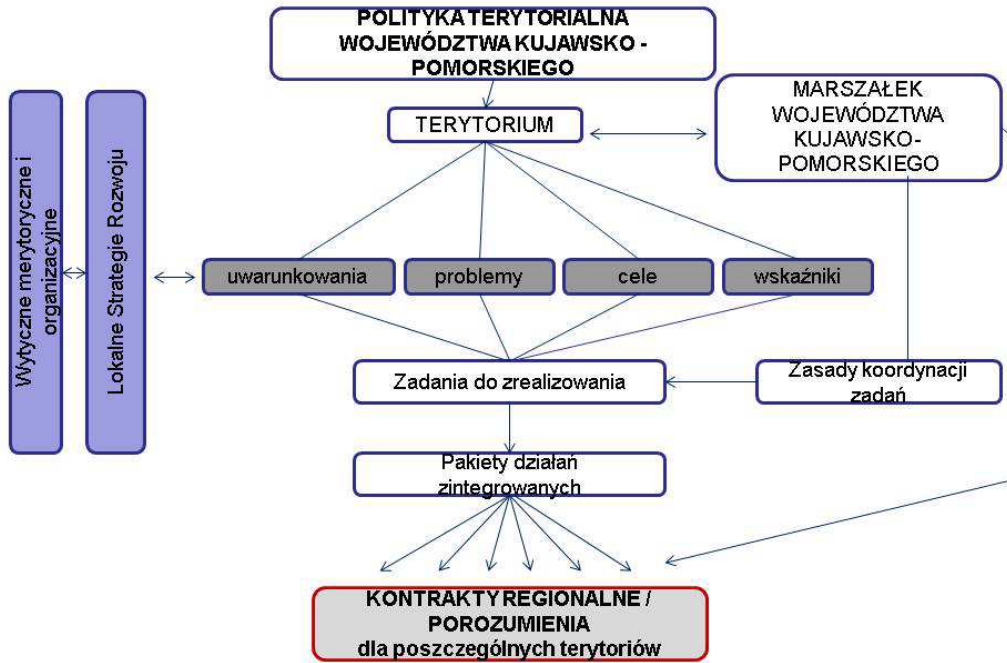 POLITYKA TERYTORIALNA
WOJEWÓDZTWA KUJAWSKO -
POMORSKIEGO
TERYTORIUM
MARSZAŁEK
WOJEWÓDZTWA
KUJAWSKO-
POMORSKIEGO
Wytyczne merytoryczne i
organizacyjne
Lokalne Strategie Rozwoju
uwarunkowania
problemy
cele
wskaźniki
Zadania do zrealizowania
Zasady koordynacji
zadań
Pakiety działań
zintegrowanych
KONTRAKTY REGIONALNE /
POROZUMIENIA
dla poszczególnych terytoriów